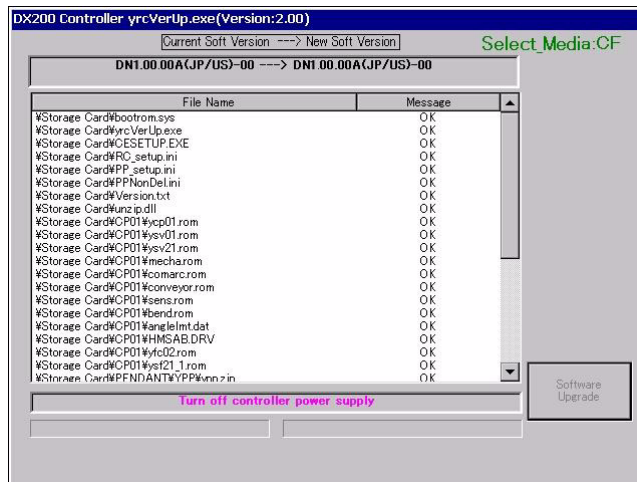 DX200 Controller yrcVerUp.exe(Version:2.00)
Current Soft Version ---> New Soft Version
Select_Media:CF
DN1.00.00A(JP/US)-00 ---> DN1.00.00A(JP/US)-00
File Name Message
¥Storage Card¥bootrom.sys OK
¥Storage Card¥yrcVerUp.exe OK
¥Storage Card¥CESETUP.EXE OK
¥Storage Card¥RC_setup.ini OK
¥Storage Card¥PP_setup.ini OK
¥Storage Card¥PPNonDel.ini OK
¥Storage Card¥Version.txt OK
¥Storage Card¥unzip.dll OK
¥Storage Card¥CP01¥ycp01.rom OK
¥Storage Card¥CP01¥ysv01.rom OK
¥Storage Card¥CP01¥ysv21.rom OK
¥Storage Card¥CP01¥mecha.rom OK
¥Storage Card¥CP01¥comarc.rom OK
¥Storage Card¥CP01¥conveyor.rom OK
¥Storage Card¥CP01¥sens.rom OK
¥Storage Card¥CP01¥bend.rom OK
¥Storage Card¥CP01¥anglelmt.dat OK
¥Storage Card¥CP01¥HMSAB.DRV OK
¥Storage Card¥CP01¥yfc02.rom OK
¥Storage Card¥CP01¥ysf21_1.rom OK
¥Storage Card¥PENDANT¥YPP¥ypp.zip OK
Turn off controller power supply
Software
Upgrade